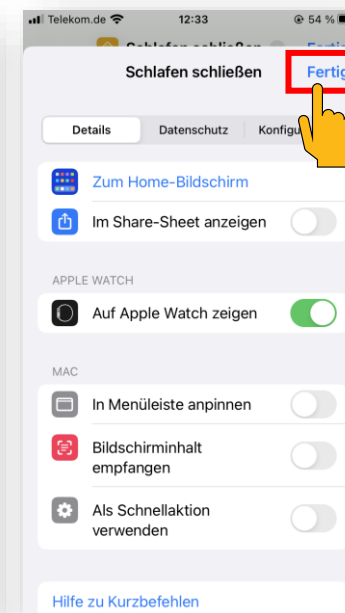 Telekom.de 12:33 54 %
Schlafen schließen Fertig
Details Datenschutz Konfigu
Zum Home-Bildschirm
Im Share-Sheet anzeigen
APPLE WATCH
Auf Apple Watch zeigen
MAC
In Menüleiste anpinnen
Bildschirminhalt
empfangen
Als Schnellaktion
verwenden
Hilfe zu Kurzbefehlen